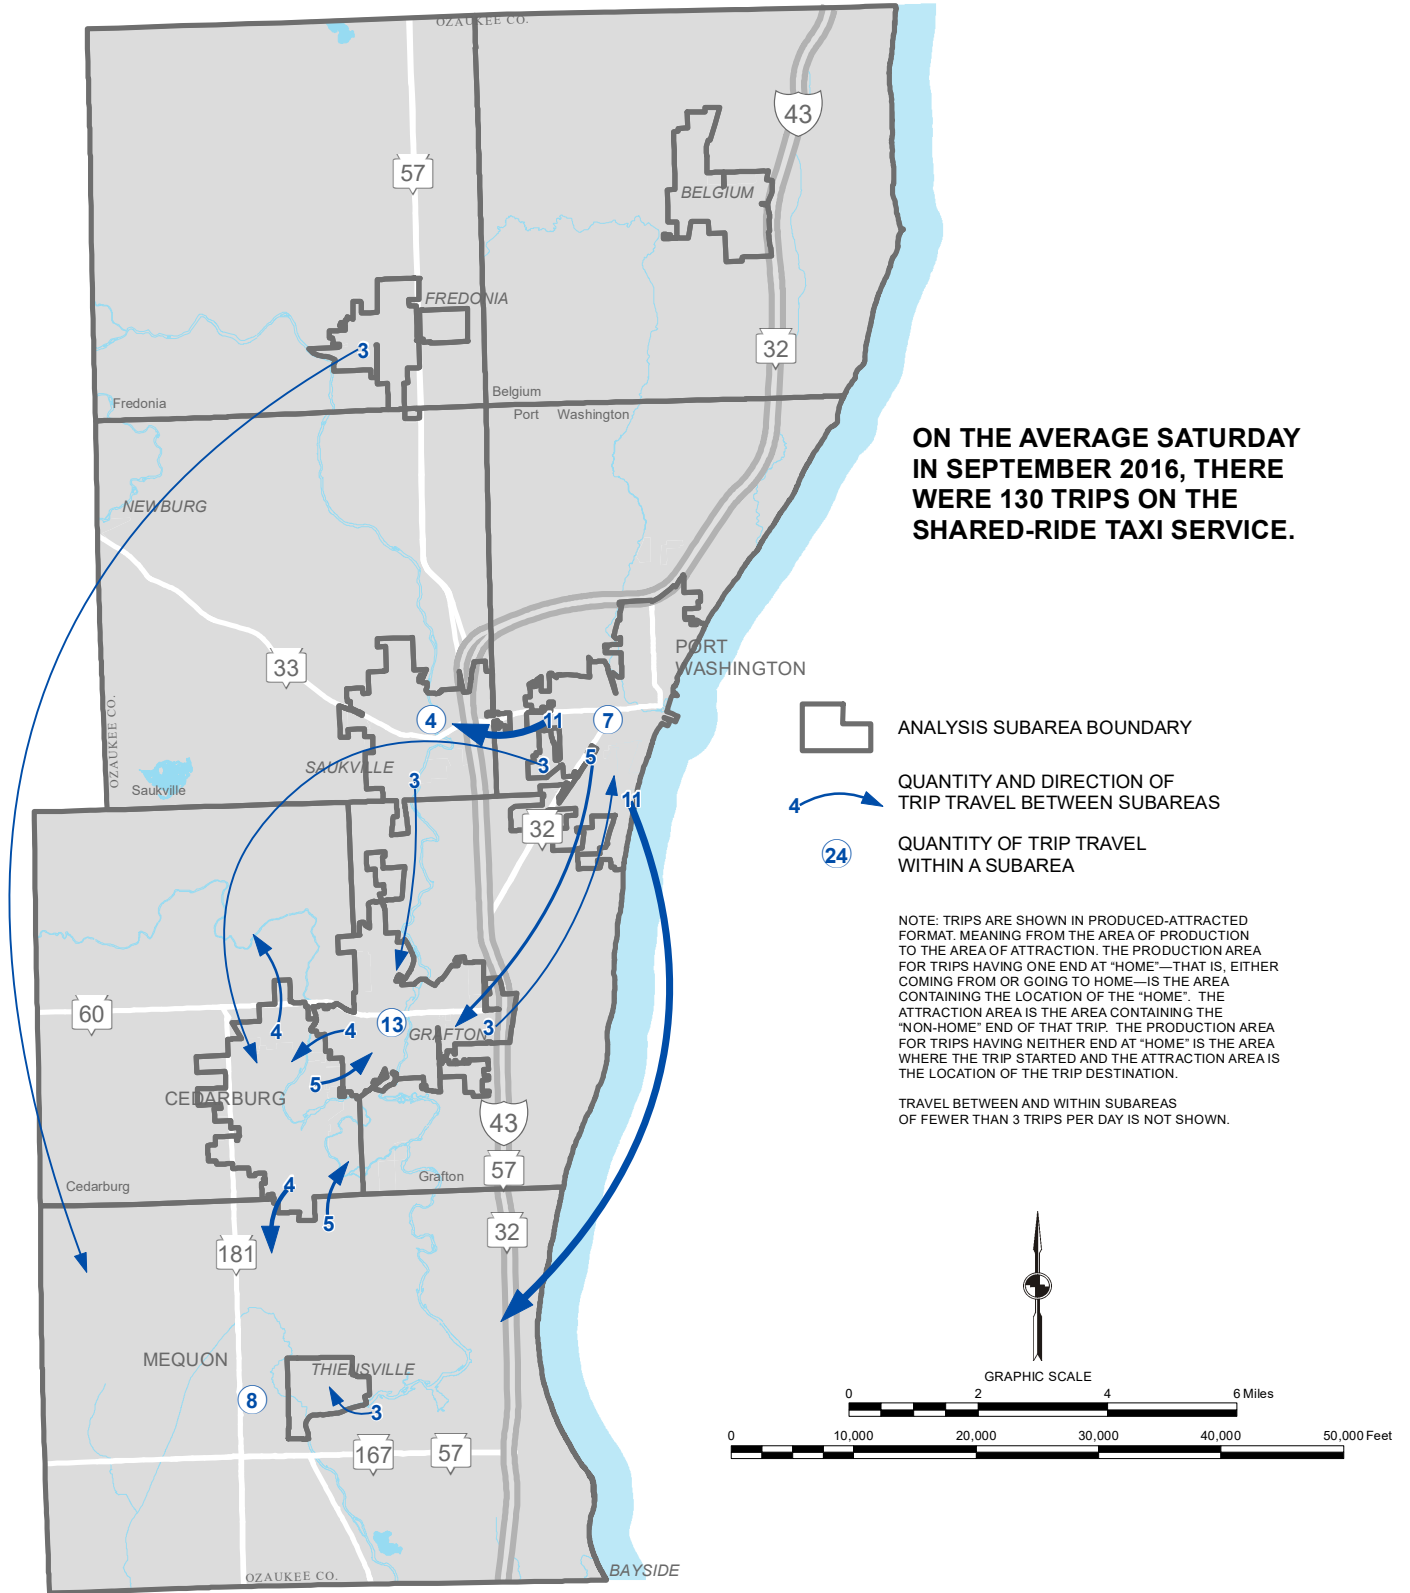 OZAUKEE CO.
43
57
BELGIUM
FREDONIA
3
32
Fredonia
Belgium
Port Washington
ON THE AVERAGE SATURDAY
IN SEPTEMBER 2016, THERE
WERE 130 TRIPS ON THE
SHARED-RIDE TAXI SERVICE.
NEWBURG
PORT
WASHINGTON
33
4
11
7
ANALYSIS SUBAREA BOUNDARY
OZAUKEE CO.
SAUKVILLE
3
3
5
Saukville
11
QUANTITY AND DIRECTION OF
TRIP TRAVEL BETWEEN SUBAREAS
4
32
QUANTITY OF TRIP TRAVEL
WITHIN A SUBAREA
24
NOTE: TRIPS ARE SHOWN IN PRODUCED-ATTRACTED
FORMAT. MEANING FROM THE AREA OF PRODUCTION
TO THE AREA OF ATTRACTION. THE PRODUCTION AREA
FOR TRIPS HAVING ONE END AT “HOME”—THAT IS, EITHER
COMING FROM OR GOING TO HOME—IS THE AREA
CONTAINING THE LOCATION OF THE “HOME”. THE
ATTRACTION AREA IS THE AREA CONTAINING THE
“NON-HOME” END OF THAT TRIP. THE PRODUCTION AREA
FOR TRIPS HAVING NEITHER END AT “HOME” IS THE AREA
WHERE THE TRIP STARTED AND THE ATTRACTION AREA IS
THE LOCATION OF THE TRIP DESTINATION.
TRAVEL BETWEEN AND WITHIN SUBAREAS
OF FEWER THAN 3 TRIPS PER DAY IS NOT SHOWN.
60
4
4
13
GRAFTON
3
5
CEDARBURG
43
57
Cedarburg
4
Grafton
5
32
181
MEQUON
THIENSVILLE
8
3
167
57
GRAPHIC SCALE
0 2 4 6 Miles
0 10,000 20,000 30,000 40,000 50,000 Feet
OZAUKEE CO.
BAYSIDE